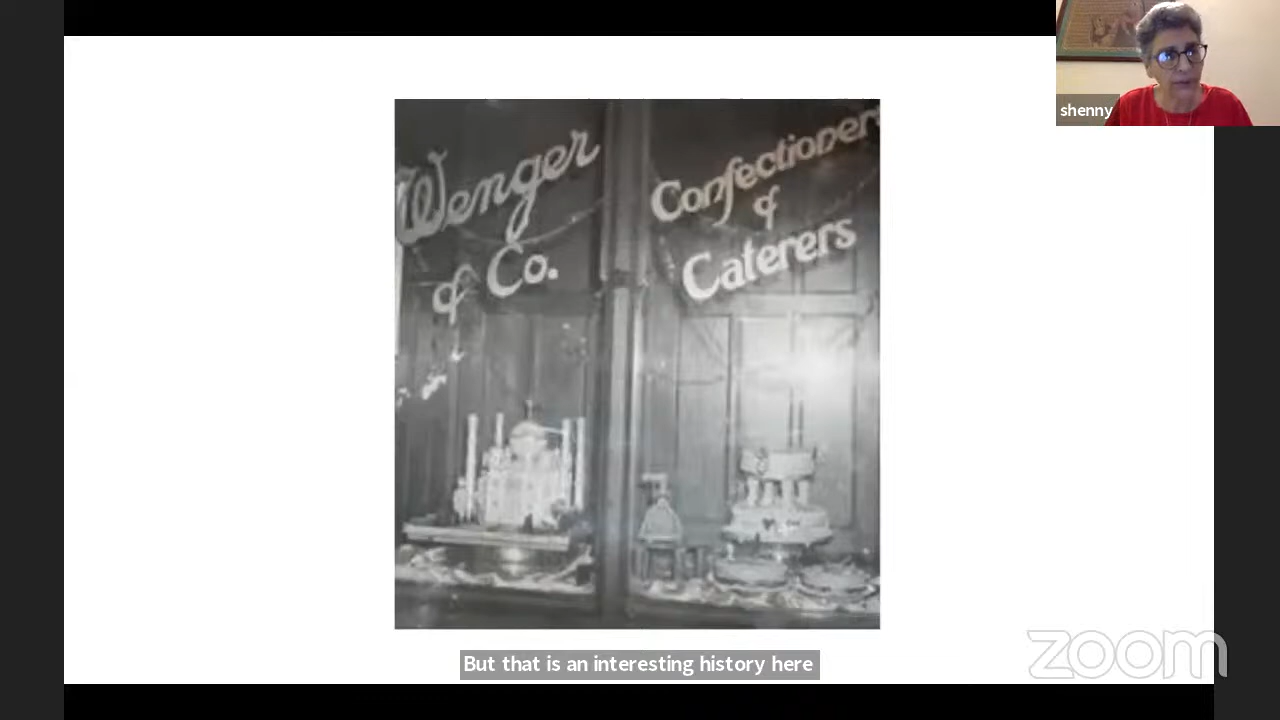 shenny
Wenger
& Co.
Confectioners
&
Caterers
But that is an interesting history here
zoom